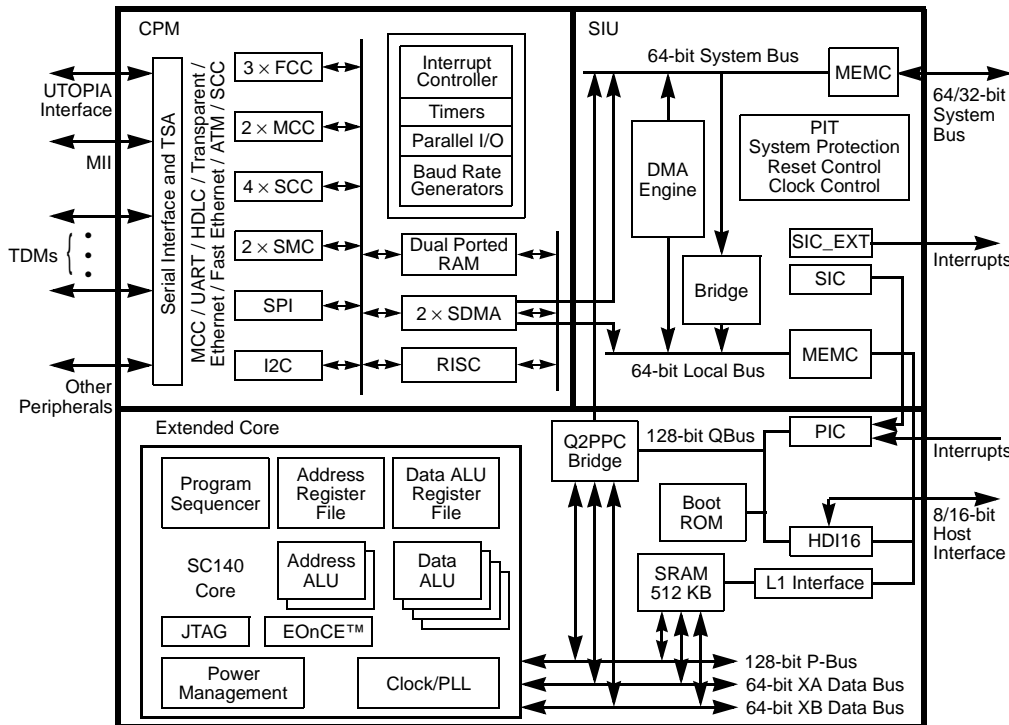 CPM
UTOPIA
Interface
MII
TDMs
Other
Peripherals
Serial Interface and TSA
MCC / UART / HDLC / Transparent /
Ethernet / Fast Ethernet / ATM / SCC
3 × FCC
2 × MCC
4 × SCC
2 × SMC
SPI
I2C
Interrupt
Controller
Timers
Parallel I/O
Baud Rate
Generators
Dual Ported
RAM
2 × SDMA
RISC
SIU
64-bit System Bus
MEMC
64/32-bit
System
Bus
DMA
Engine
PIT
System Protection
Reset Control
Clock Control
SIC_EXT
Interrupts
SIC
Bridge
MEMC
64-bit Local Bus
Extended Core
Program
Sequencer
Address
Register
File
Data ALU
Register
File
SC140
Core
Address
ALU
Data
ALU
JTAG
EOnCE™
Power
Management
Clock/PLL
Q2PPC
Bridge
128-bit QBus
PIC
Interrupts
Boot
ROM
HDI16
8/16-bit
Host
Interface
SRAM
512 KB
L1 Interface
128-bit P-Bus
64-bit XA Data Bus
64-bit XB Data Bus